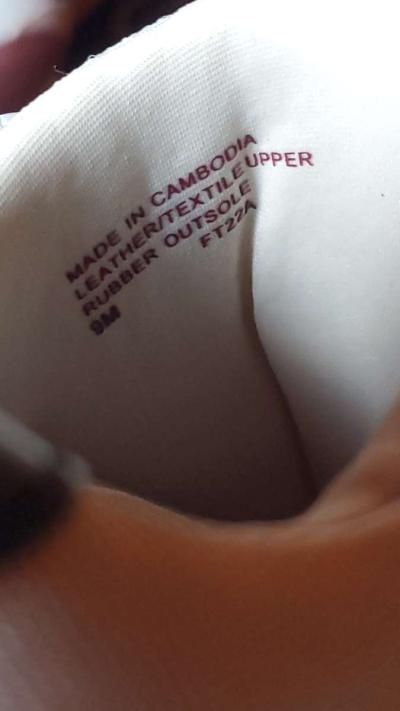 MADE IN CAMBODIA
LEATHER/TEXTILE UPPER
RUBBER OUTSOLE
FT22A
9M